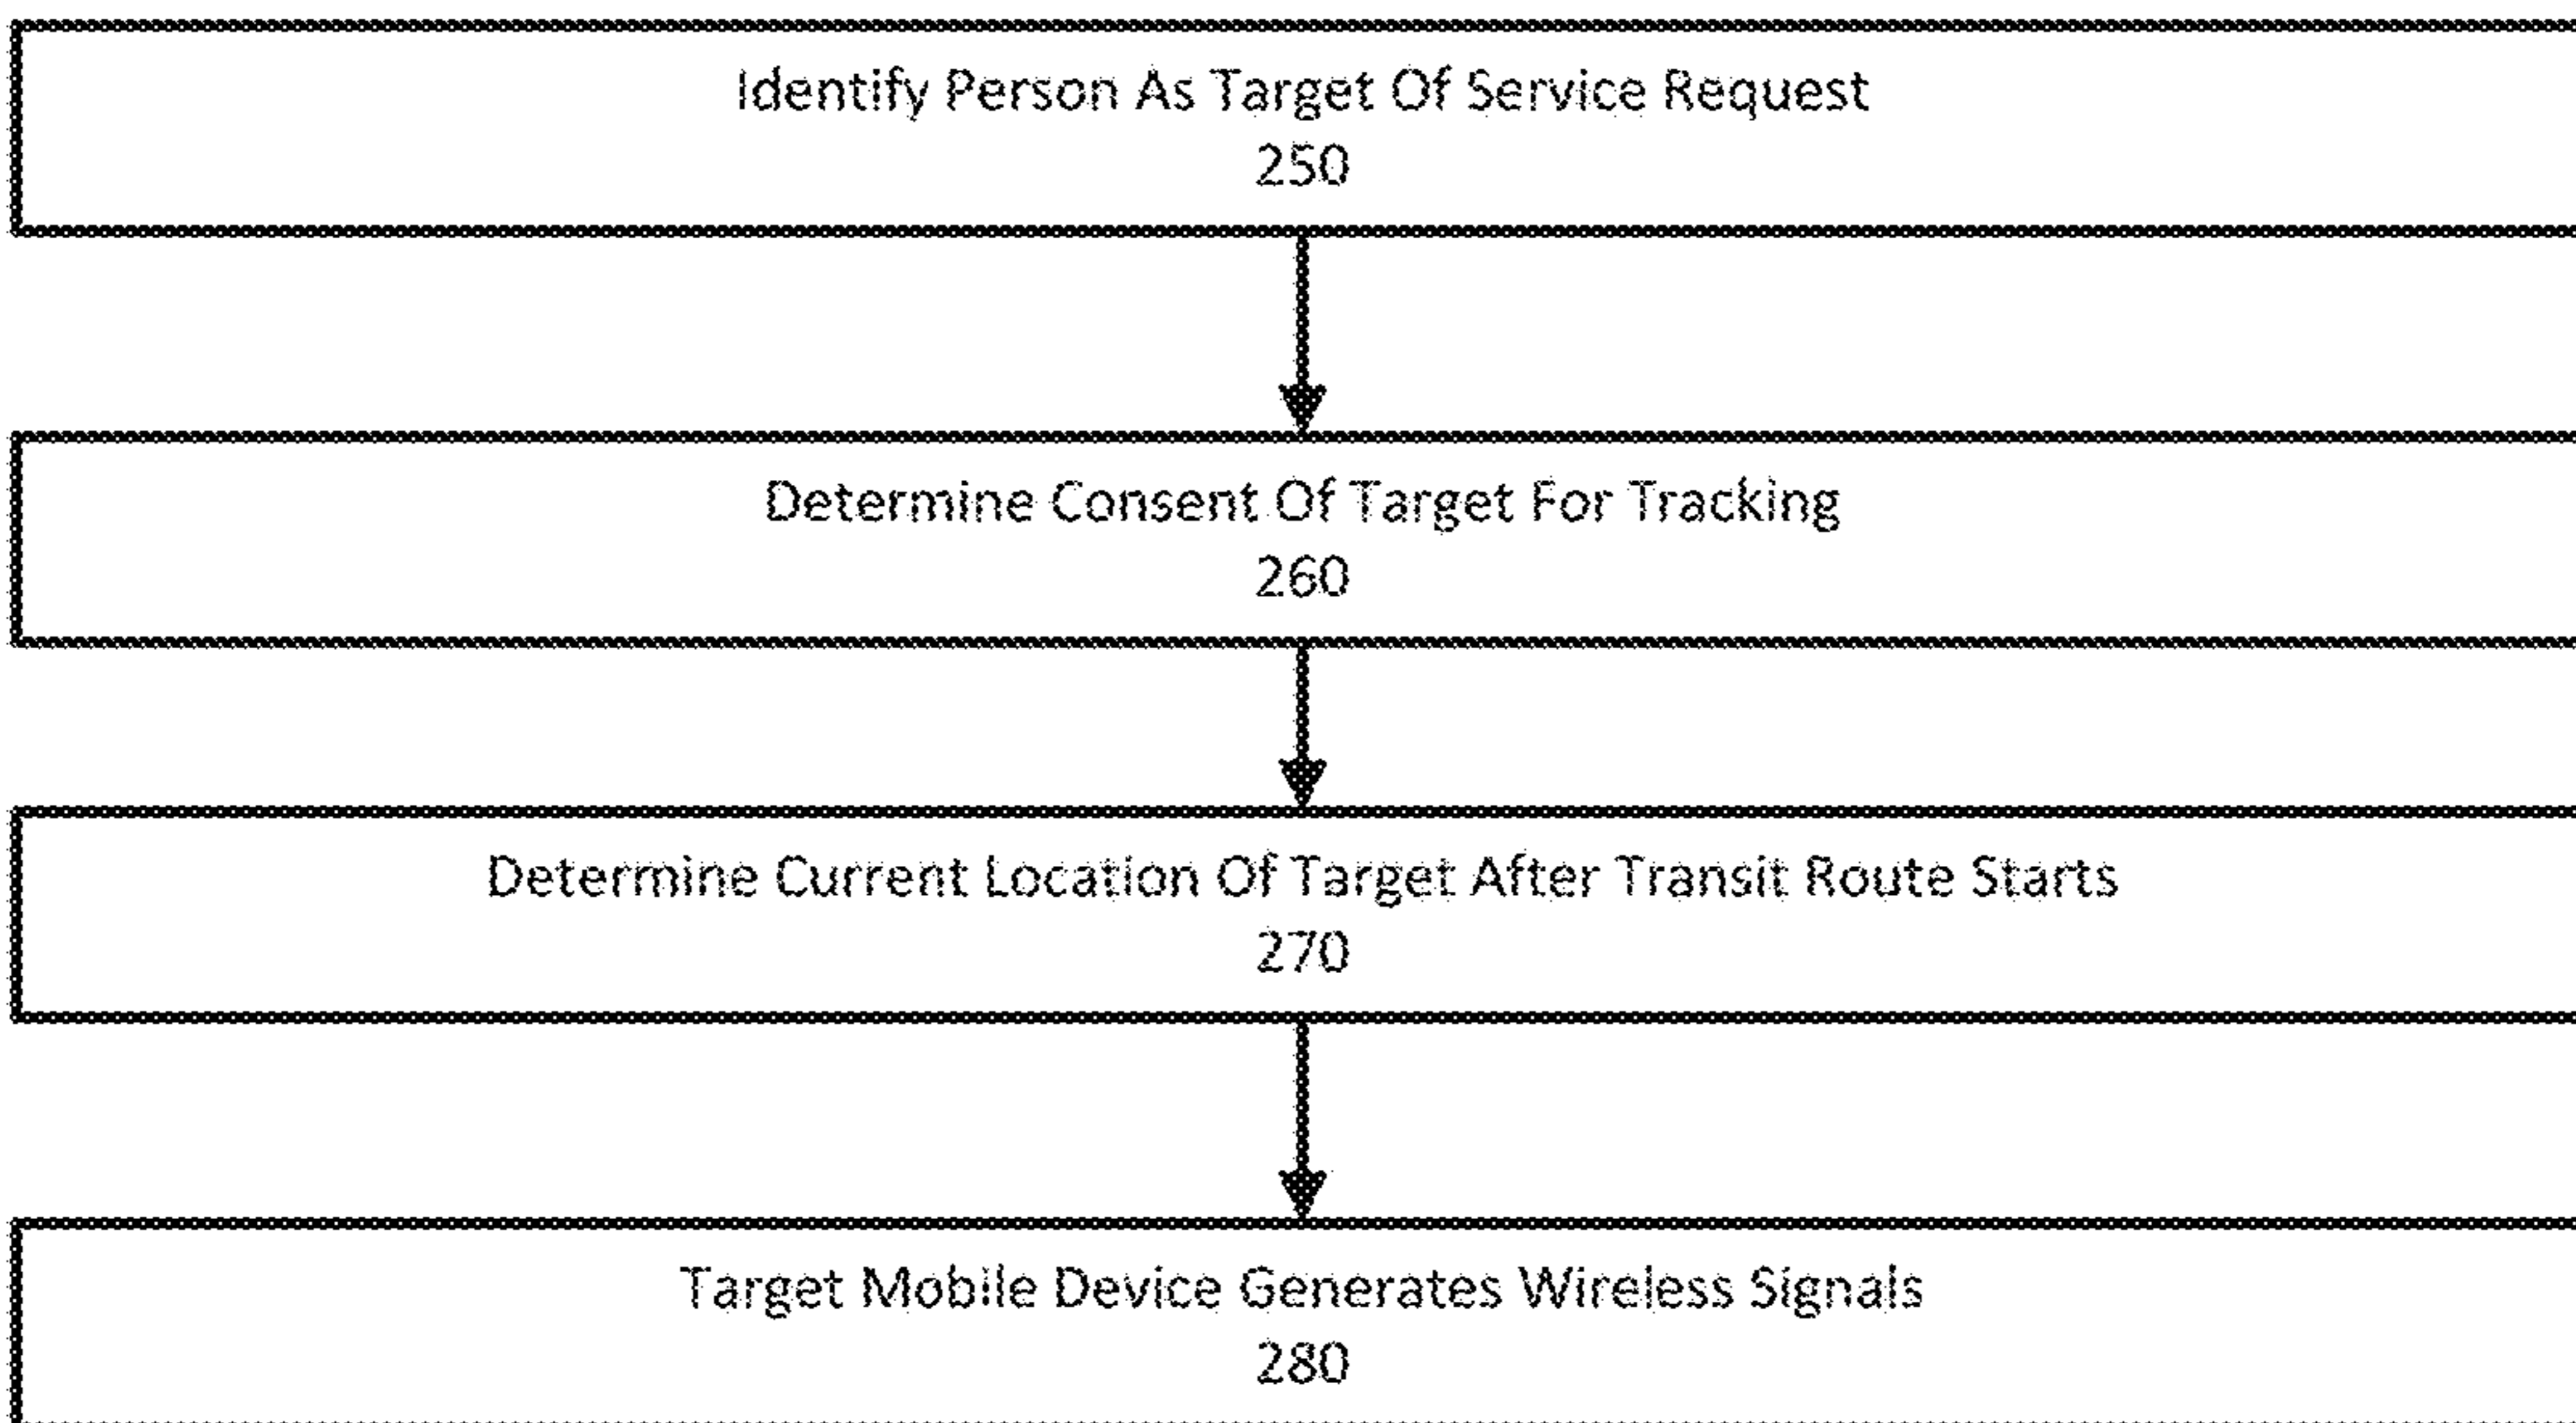 Identify Person As Target Of Service Request
250
Determine Consent Of Target For Tracking
260
Determine Current Location Of Target After Transit Route Starts
270
Target Mobile Device Generates Wireless Signals
280